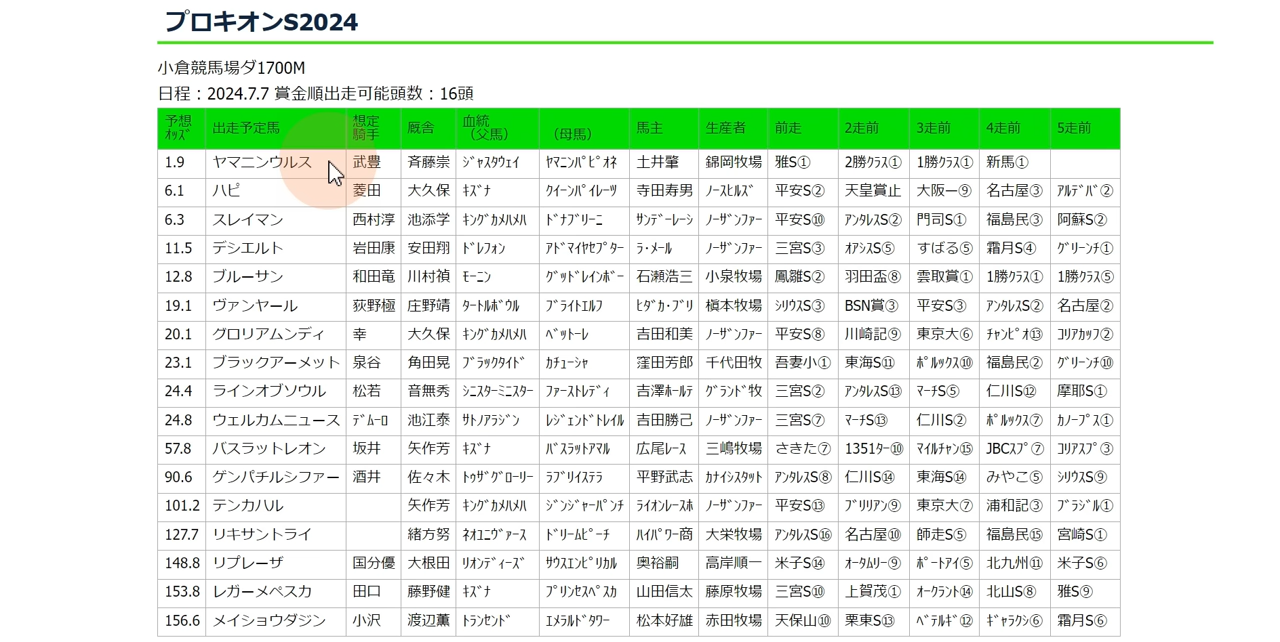 プロキオンS2024
小倉競馬場ダ1700M
日程：2024.7.7 賞金順出走可能頭数：16頭
予想ｵｯｽﾞ 出走予定馬 想定騎手 厩舎 血統（父馬） （母馬） 馬主 生産者 前走 2走前 3走前 4走前 5走前
1.9 ヤマニンウルス 武豊 斉藤崇 ｼﾞｬｽﾀｳｪｲ ﾔﾏﾆﾝﾊﾟﾋﾟｵﾈ 土井肇 錦岡牧場 雅S① 2勝ｸﾗｽ① 1勝ｸﾗｽ① 新馬①
6.1 ハピ 菱田 大久保 ｷｽﾞﾅ ｸｲｰﾝﾊﾟｲﾚｰﾂ 寺田寿男 ﾉｰｽﾋﾙｽﾞ 平安S② 天皇賞止 大阪ー⑨ 名古屋③ ｱﾙﾃﾞﾊﾞ②
6.3 スレイマン 西村淳 池添学 ｷﾝｸﾞｶﾒﾊﾒﾊ ﾄﾞﾅﾌﾞﾘｰﾆ ｻﾝﾃﾞｰﾚｰｼ ﾉｰｻﾞﾝﾌｧｰ 平安S⑩ ｱﾝﾀﾚｽS② 門司S① 福島民③ 阿蘇S②
11.5 デシエルト 岩田康 安田翔 ﾄﾞﾚﾌｫﾝ ｱﾄﾞﾏｲﾔｾﾌﾟﾀｰ ﾗ･ﾒｰﾙ ﾉｰｻﾞﾝﾌｧｰ 三宮S③ ｵｱｼｽS⑤ すばる⑤ 霜月S④ ｸﾞﾘｰﾝﾁ①
12.8 ブルーサン 和田竜 川村禎 ﾓｰﾆﾝ ｸﾞｯﾄﾞﾚｲﾝﾎﾞｰ 石瀬浩三 小泉牧場 鳳雛S② 羽田盃⑧ 雲取賞① 1勝ｸﾗｽ① 1勝ｸﾗｽ⑤
19.1 ヴァンヤール 荻野極 庄野靖 ﾀｰﾄﾙﾎﾞｳﾙ ﾌﾞﾗｲﾄｴﾙﾌ ﾋﾀﾞｶ･ﾌﾞﾘ 槇本牧場 ｼﾘｳｽS③ BSN賞③ 平安S③ ｱﾝﾀﾚｽS② 名古屋②
20.1 グロリアムンディ 幸 大久保 ｷﾝｸﾞｶﾒﾊﾒﾊ ﾍﾞｯﾄｰﾚ 吉田和美 ﾉｰｻﾞﾝﾌｧｰ 平安S⑧ 川崎記⑨ 東京大⑥ ﾁｬﾝﾋﾟｵ⑬ ｺﾘｱｶｯﾌﾟ②
23.1 ブラックアーメット 泉谷 角田晃 ﾌﾞﾗｯｸﾀｲﾄﾞ ｶﾁｭｰｼｬ 窪田芳郎 千代田牧 吾妻小① 東海S⑪ ﾎﾟﾙｯｸｽ⑩ 福島民② ｸﾞﾘｰﾝﾁ⑩
24.4 ラインオブソウル 松若 音無秀 ｼﾆｽﾀｰﾐﾆｽﾀｰ ﾌｧｰｽﾄﾚﾃﾞｨ 吉澤ﾎｰﾙﾃ ｸﾞﾗﾝﾄﾞ牧 三宮S② ｱﾝﾀﾚｽS⑬ ﾏｰﾁS⑤ 仁川S⑫ 摩耶S①
24.8 ウェルカムニュース ﾃﾞﾑｰﾛ 池江泰 ｻﾄﾉｱﾗｼﾞﾝ ﾚｼﾞｪﾝﾄﾞﾄﾚｲﾙ 吉田勝己 ﾉｰｻﾞﾝﾌｧｰ 三宮S⑦ ﾏｰﾁS⑬ 仁川S② ﾎﾟﾙｯｸｽ⑦ ｶﾉｰﾌﾟｽ①
57.8 バスラットレオン 坂井 矢作芳 ｷｽﾞﾅ ﾊﾞｽﾗｯﾄｱﾏﾙ 広尾ﾚｰｽ 三嶋牧場 さきた⑦ 1351ﾀｰ⑩ ﾏｲﾙﾁｬﾝ⑮ JBCｽﾌﾟ⑦ ｺﾘｱｽﾌﾟ③
90.6 ゲンパチルシファー 酒井 佐々木 ﾄｩｻﾞｸﾞﾛｰﾘｰ ﾗﾌﾞﾘｲｽﾃﾗ 平野武志 ｶﾅｲｼｽﾀｯﾄ ｱﾝﾀﾚｽS⑧ 仁川S⑭ 東海S⑭ みやこ⑤ ｼﾘｳｽS⑨
101.2 テンカハル 矢作芳 ｷﾝｸﾞｶﾒﾊﾒﾊ ｼﾞﾝｼﾞｬｰﾊﾟﾝﾁ ﾗｲｵﾝﾚｰｽﾎ ﾉｰｻﾞﾝﾌｧｰ 平安S⑬ ﾌﾞﾘﾘｱﾝ⑨ 東京大⑦ 浦和記③ ﾌﾞﾗｼﾞﾙ①
127.7 リキサントライ 緒方努 ﾈｵﾕﾆｳﾞｧｰｽ ﾄﾞﾘｰﾑﾋﾟｰﾁ ﾊｲﾊﾟﾜｰ商 大栄牧場 ｱﾝﾀﾚｽS⑯ 名古屋⑩ 師走S⑤ 福島民⑮ 宮崎S①
148.8 リプレーザ 国分優 大根田 ﾘｵﾝﾃﾞｨｰｽﾞ ｻｳｽｴﾝﾋﾟﾘｶﾙ 奥裕嗣 高岸順一 米子S⑭ ｵｰﾀﾑﾘｰ⑨ ﾎﾟｰﾄｱｲ⑤ 北九州⑪ 米子S⑥
153.8 レガーメペスカ 田口 藤野健 ｷｽﾞﾅ ﾌﾟﾘﾝｾｽﾍﾟｽｶ 山田信太 藤原牧場 三宮S⑩ 上賀茂① ｵｰｸﾗﾝﾄ⑭ 北山S⑧ 雅S⑨
156.6 メイショウダジン 小沢 渡辺薫 ﾄﾗﾝｾﾝﾄﾞ ｴﾒﾗﾙﾄﾞﾀﾜｰ 松本好雄 赤田牧場 天保山⑩ 栗東S⑬ ﾍﾞﾃﾙｷﾞ⑫ ｷﾞｬﾗｸｼ⑥ 霜月S⑥